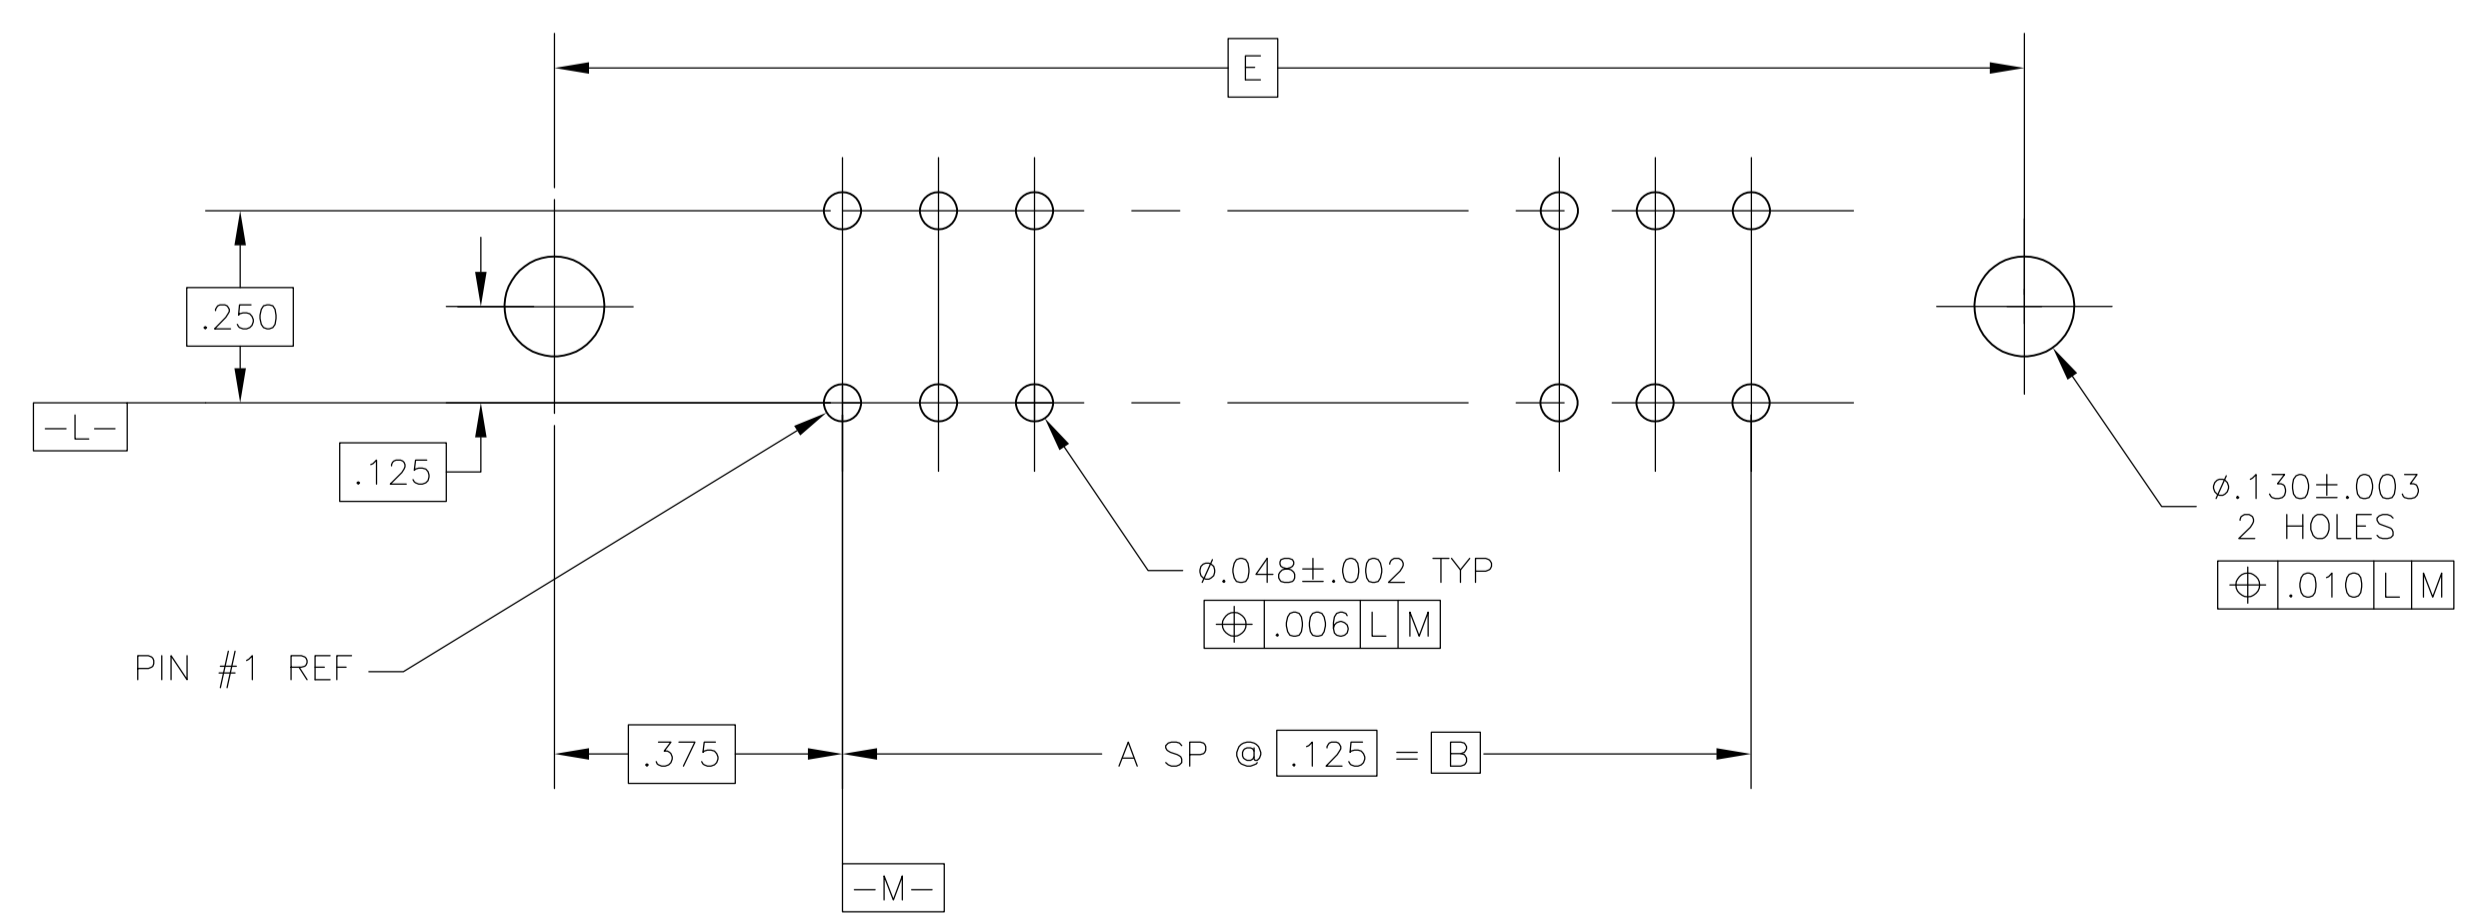 E
.250
-L-
.125
⌀.130±.003
2 HOLES
⌖ .010 L M
⌀.048±.002 TYP
⌖ .006 L M
PIN #1 REF
.375
A SP @ .125 = B
-M-